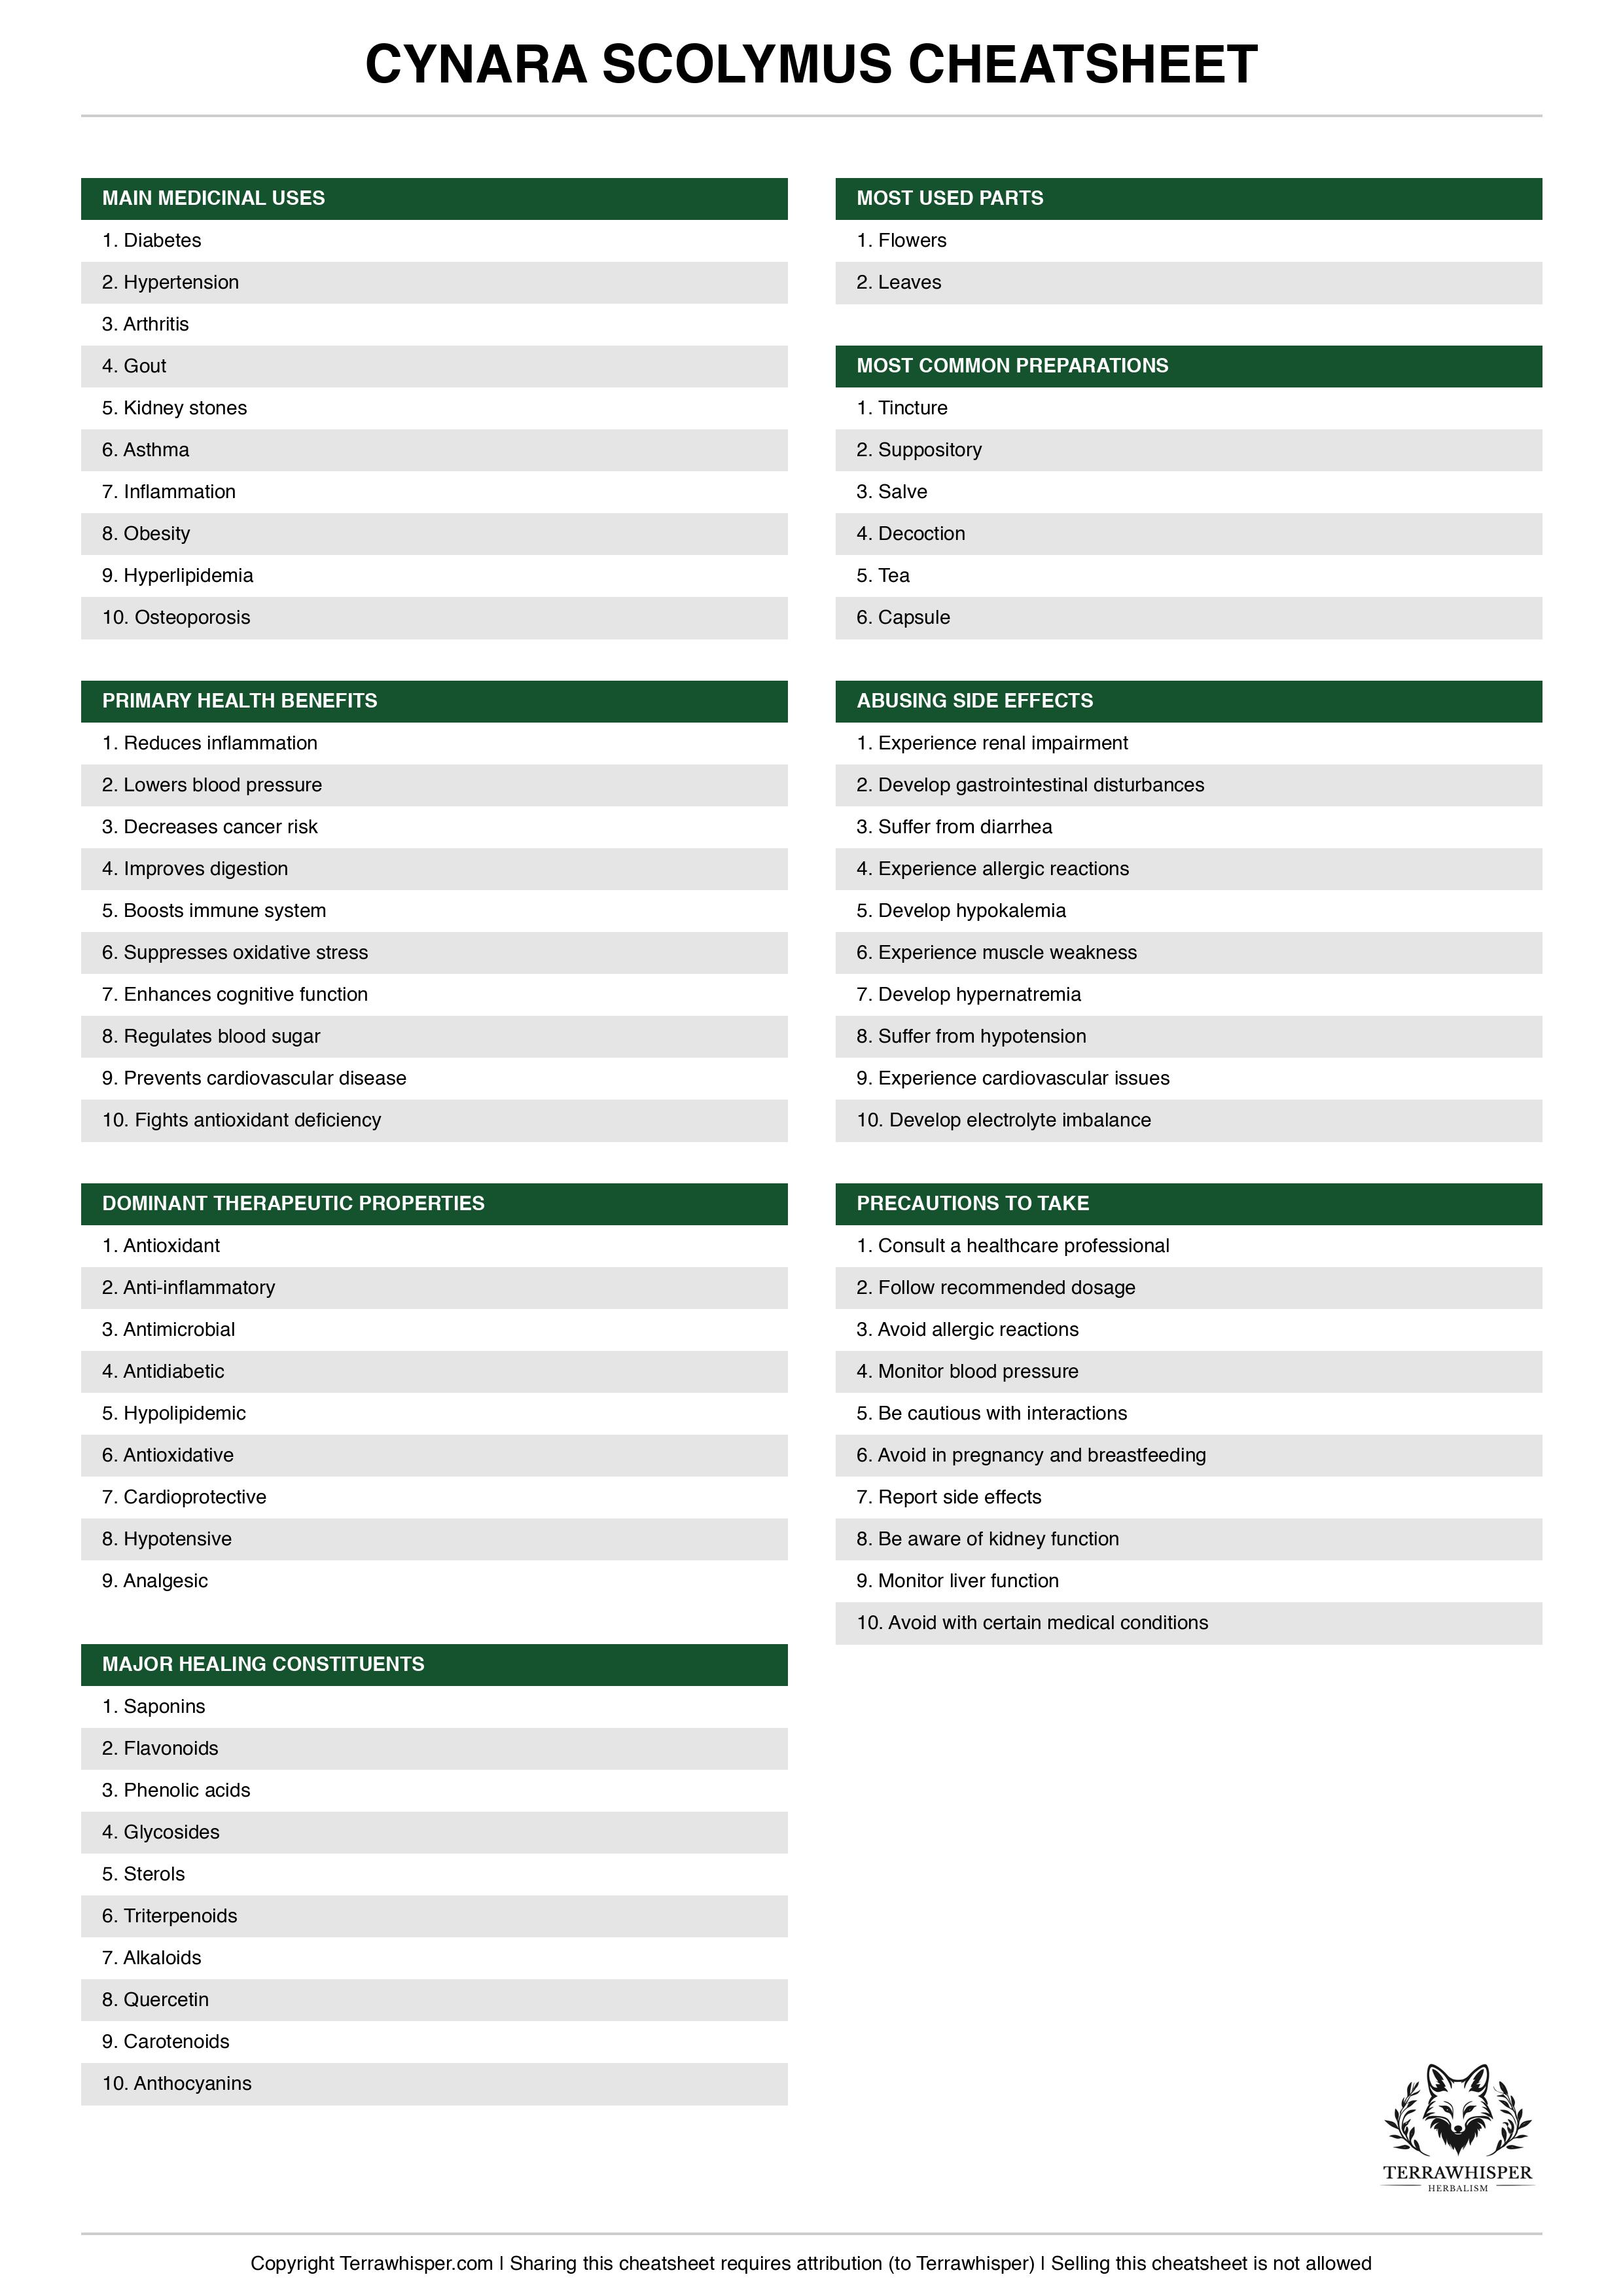 CYNARA SCOLYMUS CHEATSHEET
MAIN MEDICINAL USES
1. Diabetes
2. Hypertension
3. Arthritis
4. Gout
5. Kidney stones
6. Asthma
7. Inflammation
8. Obesity
9. Hyperlipidemia
10. Osteoporosis
PRIMARY HEALTH BENEFITS
1. Reduces inflammation
2. Lowers blood pressure
3. Decreases cancer risk
4. Improves digestion
5. Boosts immune system
6. Suppresses oxidative stress
7. Enhances cognitive function
8. Regulates blood sugar
9. Prevents cardiovascular disease
10. Fights antioxidant deficiency
DOMINANT THERAPEUTIC PROPERTIES
1. Antioxidant
2. Anti-inflammatory
3. Antimicrobial
4. Antidiabetic
5. Hypolipidemic
6. Antioxidative
7. Cardioprotective
8. Hypotensive
9. Analgesic
MAJOR HEALING CONSTITUENTS
1. Saponins
2. Flavonoids
3. Phenolic acids
4. Glycosides
5. Sterols
6. Triterpenoids
7. Alkaloids
8. Quercetin
9. Carotenoids
10. Anthocyanins
MOST USED PARTS
1. Flowers
2. Leaves
MOST COMMON PREPARATIONS
1. Tincture
2. Suppository
3. Salve
4. Decoction
5. Tea
6. Capsule
ABUSING SIDE EFFECTS
1. Experience renal impairment
2. Develop gastrointestinal disturbances
3. Suffer from diarrhea
4. Experience allergic reactions
5. Develop hypokalemia
6. Experience muscle weakness
7. Develop hypernatremia
8. Suffer from hypotension
9. Experience cardiovascular issues
10. Develop electrolyte imbalance
PRECAUTIONS TO TAKE
1. Consult a healthcare professional
2. Follow recommended dosage
3. Avoid allergic reactions
4. Monitor blood pressure
5. Be cautious with interactions
6. Avoid in pregnancy and breastfeeding
7. Report side effects
8. Be aware of kidney function
9. Monitor liver function
10. Avoid with certain medical conditions
TERRAWHISPER
HERBALISM
Copyright Terrawhisper.com | Sharing this cheatsheet requires attribution (to Terrawhisper) | Selling this cheatsheet is not allowed